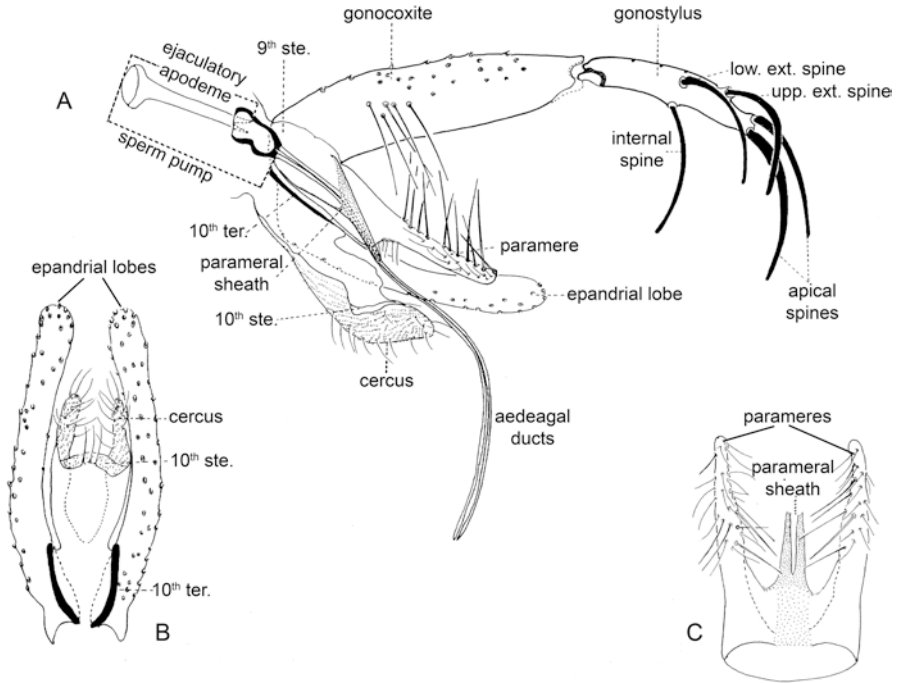 gonocoxite
gonostylus
9th ste.
ejaculatory
apodeme
low. ext. spine
upp. ext. spine
A
sperm pump
internal
spine
10th ter.
parameral
sheath
paramere
epandrial lobes
epandrial lobe
apical
spines
10th ste.
cercus
cercus
aedeagal
ducts
parameres
10th ste.
parameral
sheath
10th ter.
B
C